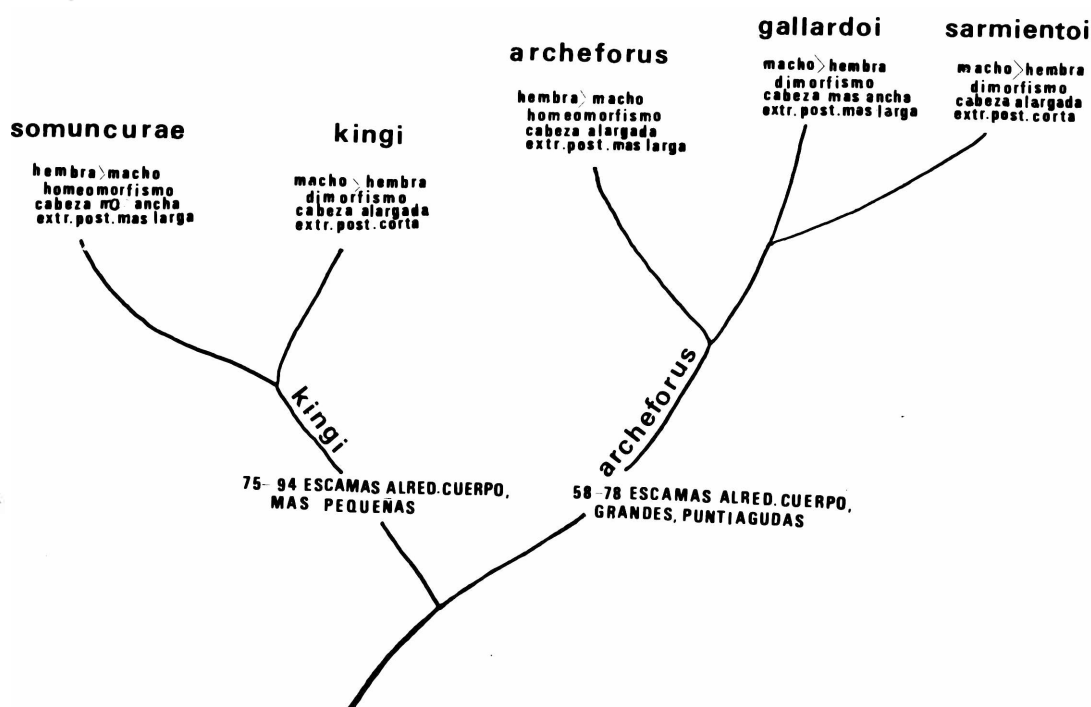 somuncurae
hembra>macho
homeomorfismo
cabeza no ancha
extr.post.mas larga
kingi
macho>hembra
dimorfismo
cabeza alargada
extr.post.corta
archeforus
hembra>macho
homeomorfismo
cabeza alargada
extr.post.mas larga
gallardoi
macho>hembra
dimorfismo
cabeza mas ancha
extr.post.mas larga
sarmientoi
macho>hembra
dimorfismo
cabeza alargada
extr.post.corta
kingi
75-94 ESCAMAS ALRED.CUERPO,
MAS PEQUEÑAS
archeforus
58-78 ESCAMAS ALRED.CUERPO,
GRANDES, PUNTIAGUDAS